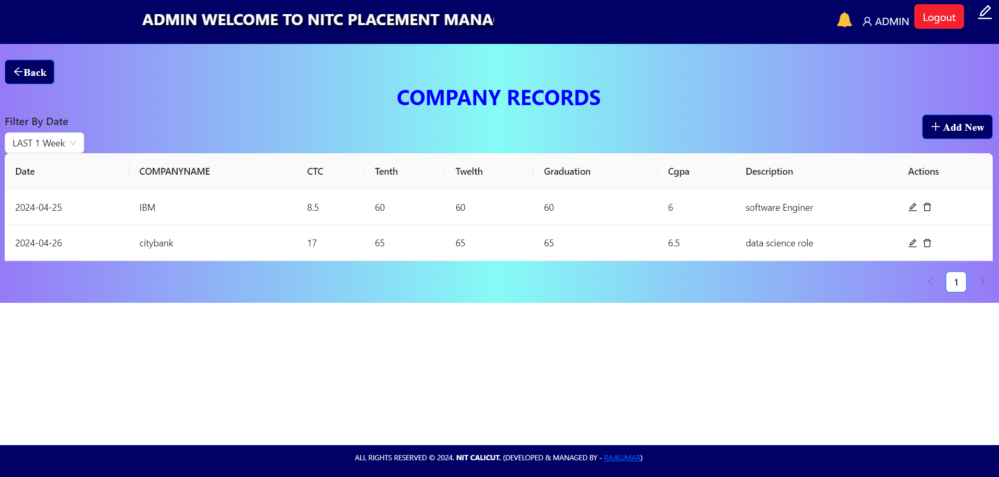 ADMIN WELCOME TO NITC PLACEMENT MANA
ADMIN
Logout
Back
COMPANY RECORDS
Filter By Date
Add New
LAST 1 Week
Date COMPANYNAME CTC Tenth Twelth Graduation Cgpa Description Actions
2024-04-25 IBM 8.5 60 60 60 6 software Enginer
2024-04-26 citybank 17 65 65 65 6.5 data science role
1
ALL RIGHTS RESERVED © 2024. NIT CALICUT. (DEVELOPED & MANAGED BY - RAJKUMAR)